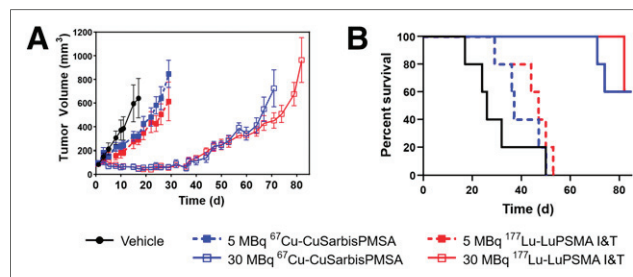 A
Tumor Volume (mm³)
1200
1000
800
600
400
200
0
0 10 20 30 40 50 60 70 80
Time (d)
B
Percent survival
100
80
60
40
20
0
0 20 40 60 80
Time (d)
Vehicle
5 MBq ⁶⁷Cu-CuSarbisPMSA
30 MBq ⁶⁷Cu-CuSarbisPMSA
5 MBq ¹⁷⁷Lu-LuPSMA I&T
30 MBq ¹⁷⁷Lu-LuPSMA I&T